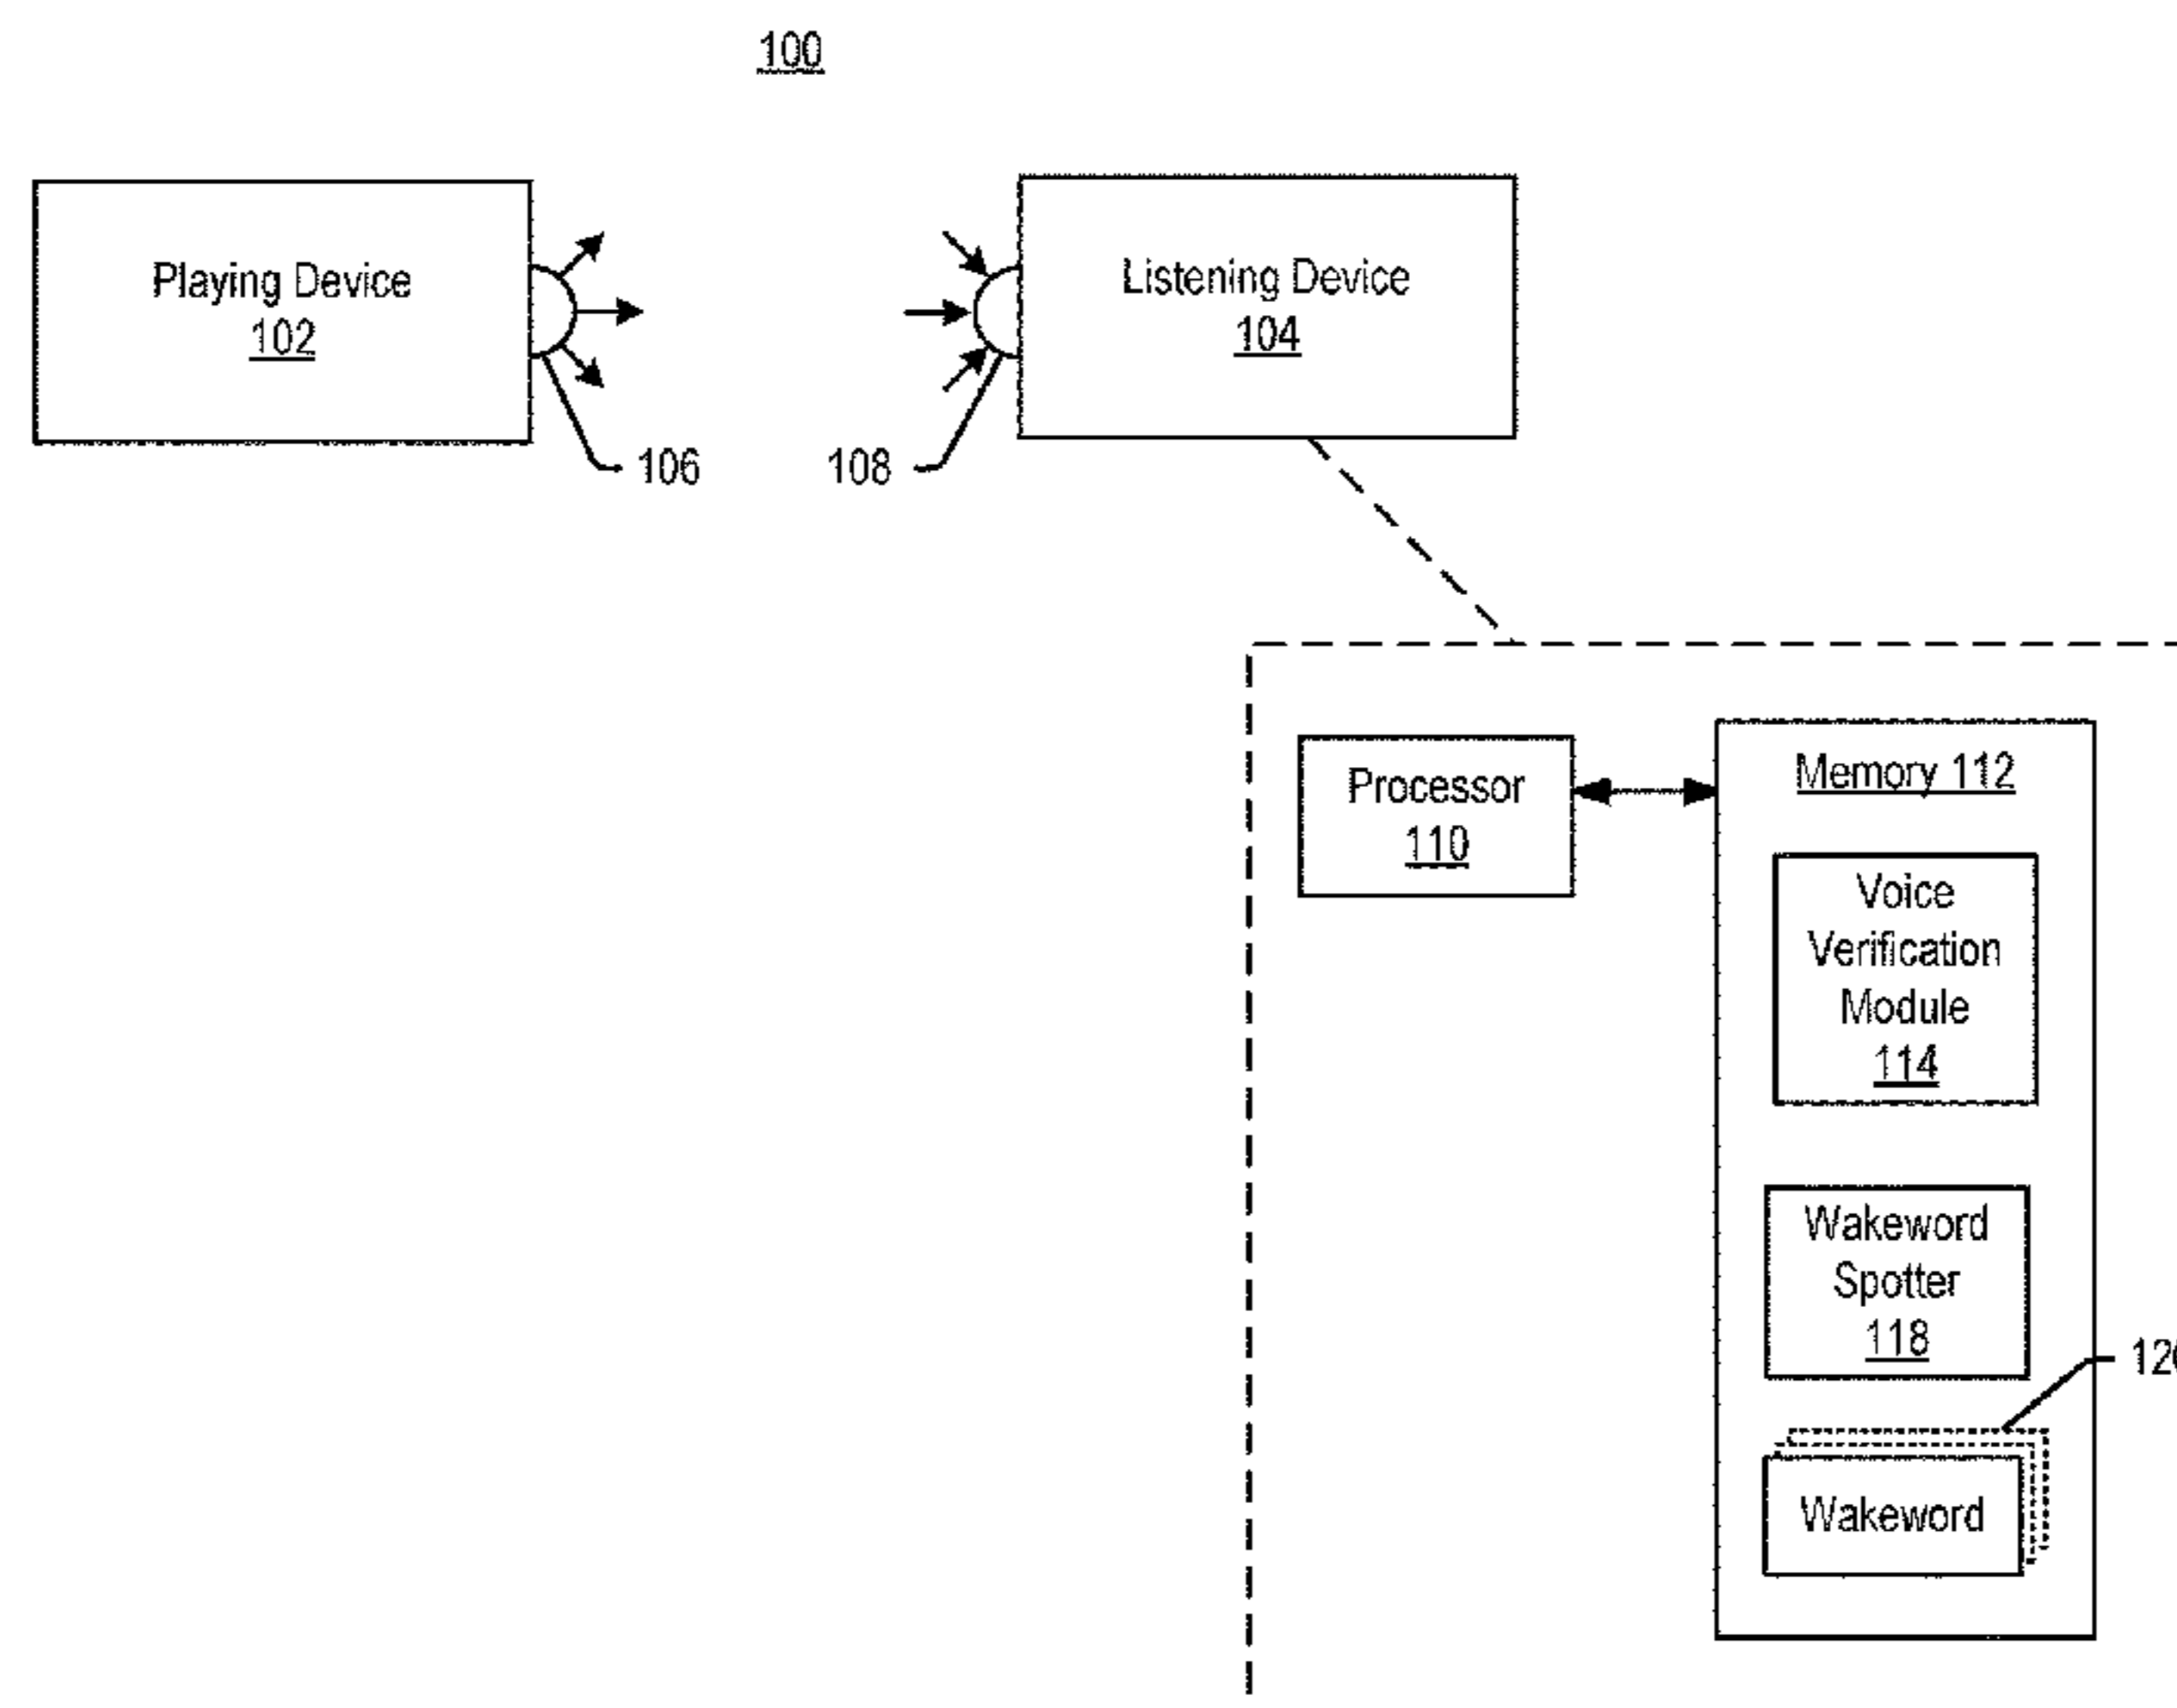 100
Playing Device
102
Listening Device
104
106
108
Processor
110
Memory 112
Voice
Verification
Module
114
Wakeword
Spotter
118
Wakeword